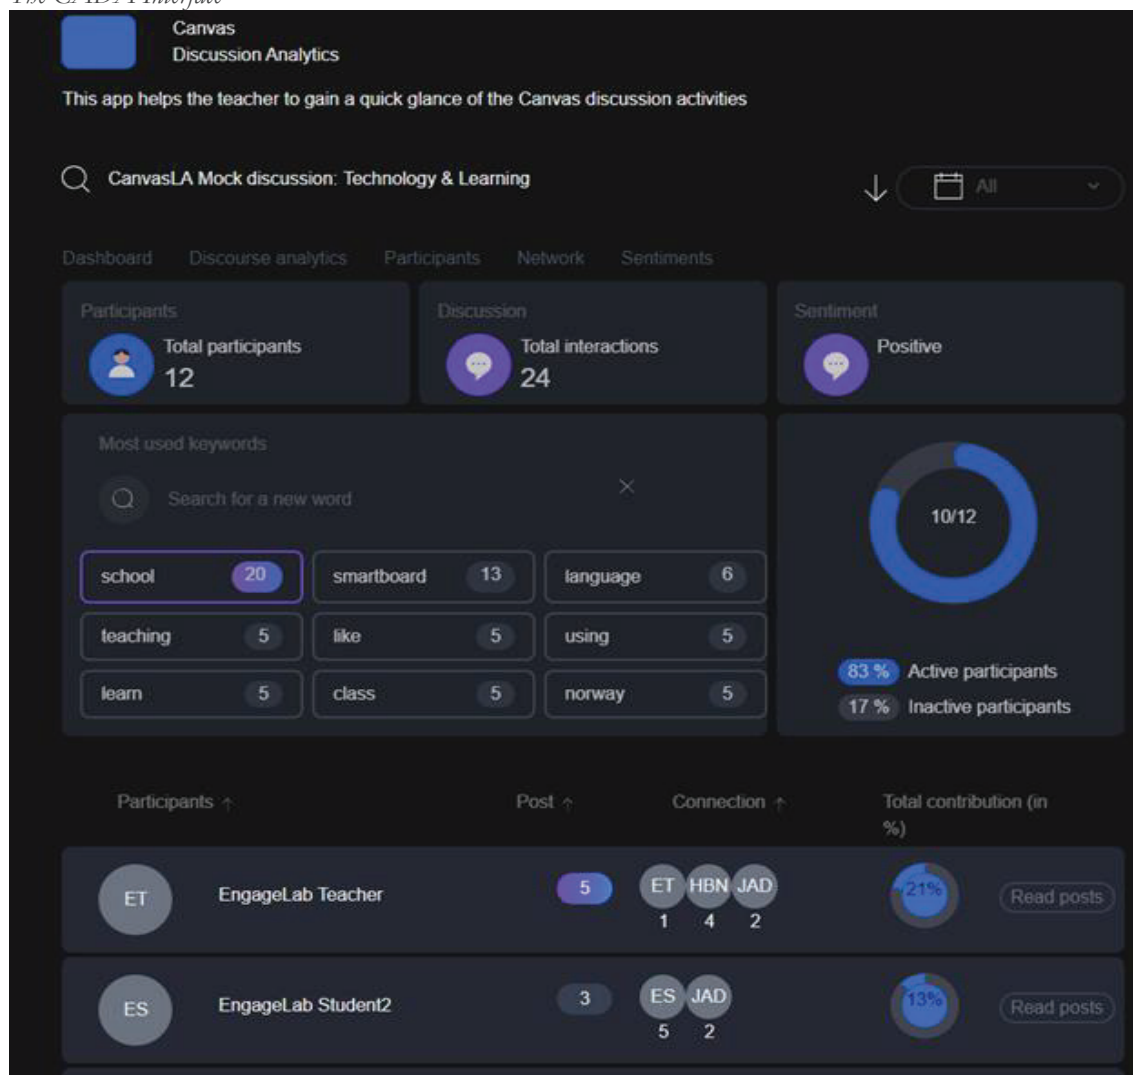 The CADA Interface
Canvas
Discussion Analytics
This app helps the teacher to gain a quick glance of the Canvas discussion activities
CanvasLA Mock discussion: Technology & Learning
All
Dashboard Discourse analytics Participants Network Sentiments
Participants
Total participants
12
Discussion
Total interactions
24
Sentiment
Positive
Most used keywords
Search for a new word
school 20 smartboard 13 language 6
teaching 5 like 5 using 5
learn 5 class 5 norway 5
10/12
83 % Active participants
17 % Inactive participants
Participants Post Connection Total contribution (in
%)
ET EngageLab Teacher 5 ET HBN JAD 21% Read posts
1 4 2
ES EngageLab Student2 3 ES JAD 13% Read posts
5 2